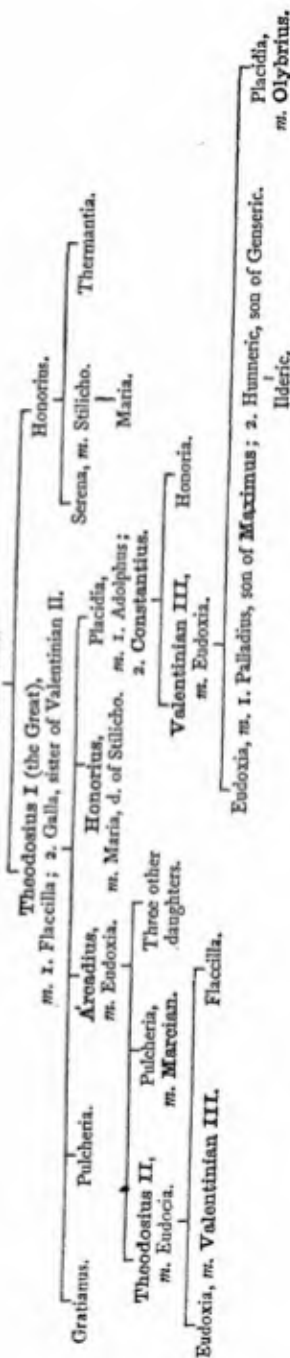 Theodosius I (the Great),
m. 1. Flaccilla; 2. Galla, sister of Valentinian II.
Honorius.
Gratianus.
Pulcheria.
Arcadius,
m. Eudoxia.
Honorius,
m. Maria, d. of Stilicho.
Placidia,
m. 1. Adolphus;
2. Constantius.
Serena, m. Stilicho.
Thermantia.
Maria.
Theodosius II,
m. Eudocia.
Pulcheria,
m. Marcian.
Three other
daughters.
Valentinian III,
m. Eudoxia.
Honoria.
Eudoxia, m. Valentinian III.
Flaccilla.
Eudoxia, m. 1. Palladius, son of Maximus; 2. Hunneric, son of Genseric.
Placidia,
m. Olybrius.
Ilderic.